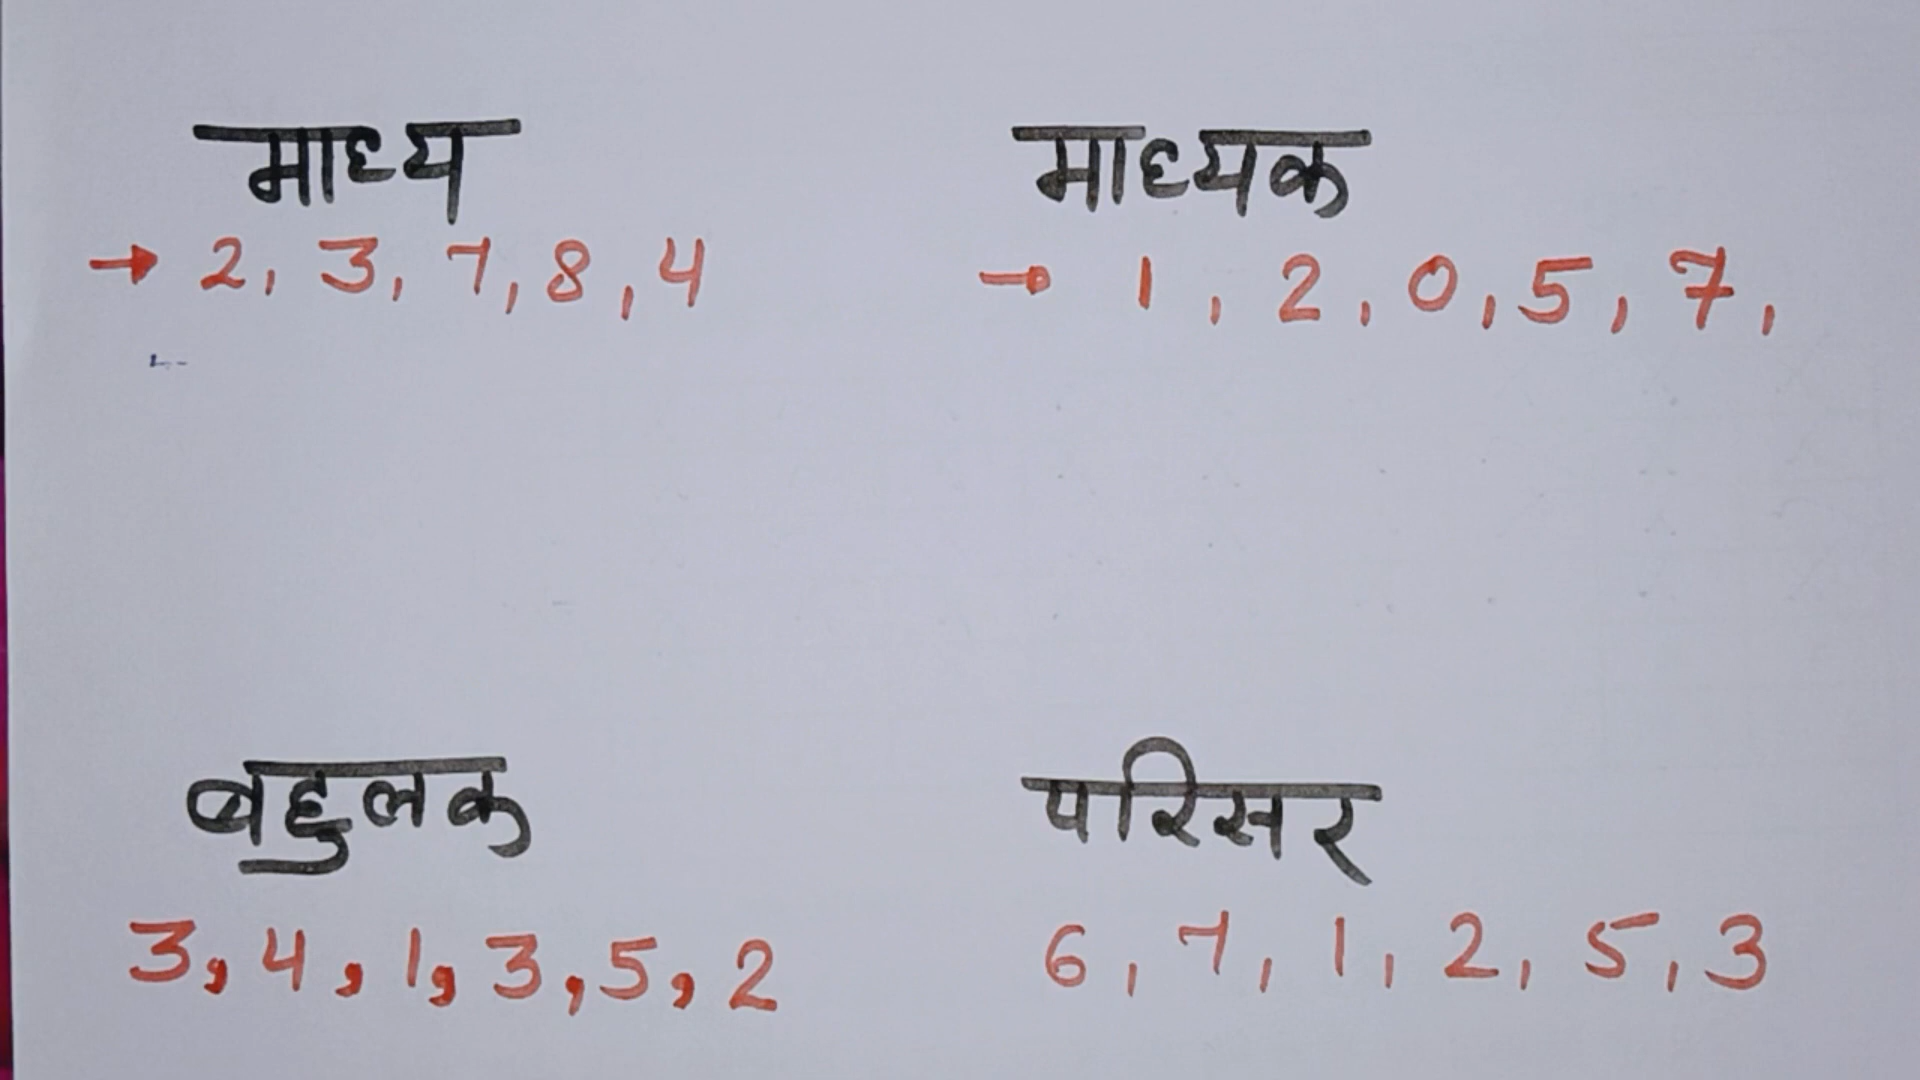 माध्य
→ 2, 3, 7, 8, 4
माध्यक
→ 1, 2, 0, 5, 7,
बहुलक
3, 4, 1, 3, 5, 2
परिसर
6, 7, 1, 2, 5, 3